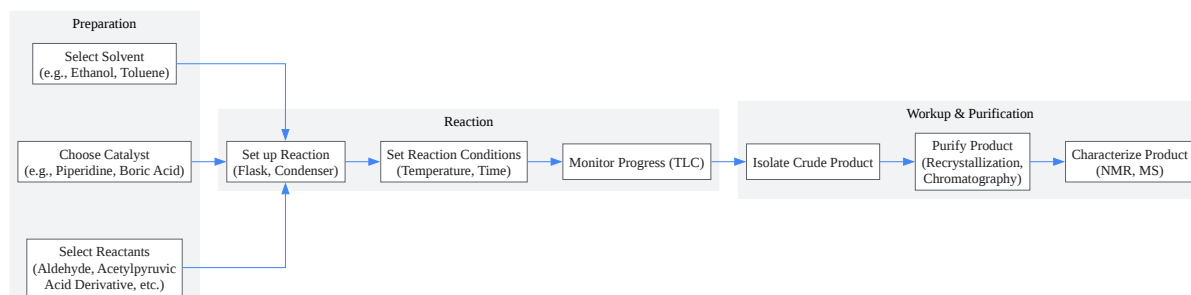 Preparation
Select Solvent
(e.g., Ethanol, Toluene)
Choose Catalyst
(e.g., Piperidine, Boric Acid)
Select Reactants
(Aldehyde, Acetylpyruvic
Acid Derivative, etc.)
Reaction
Set up Reaction
(Flask, Condenser)
Set Reaction Conditions
(Temperature, Time)
Monitor Progress (TLC)
Workup & Purification
Isolate Crude Product
Purify Product
(Recrystallization,
Chromatography)
Characterize Product
(NMR, MS)